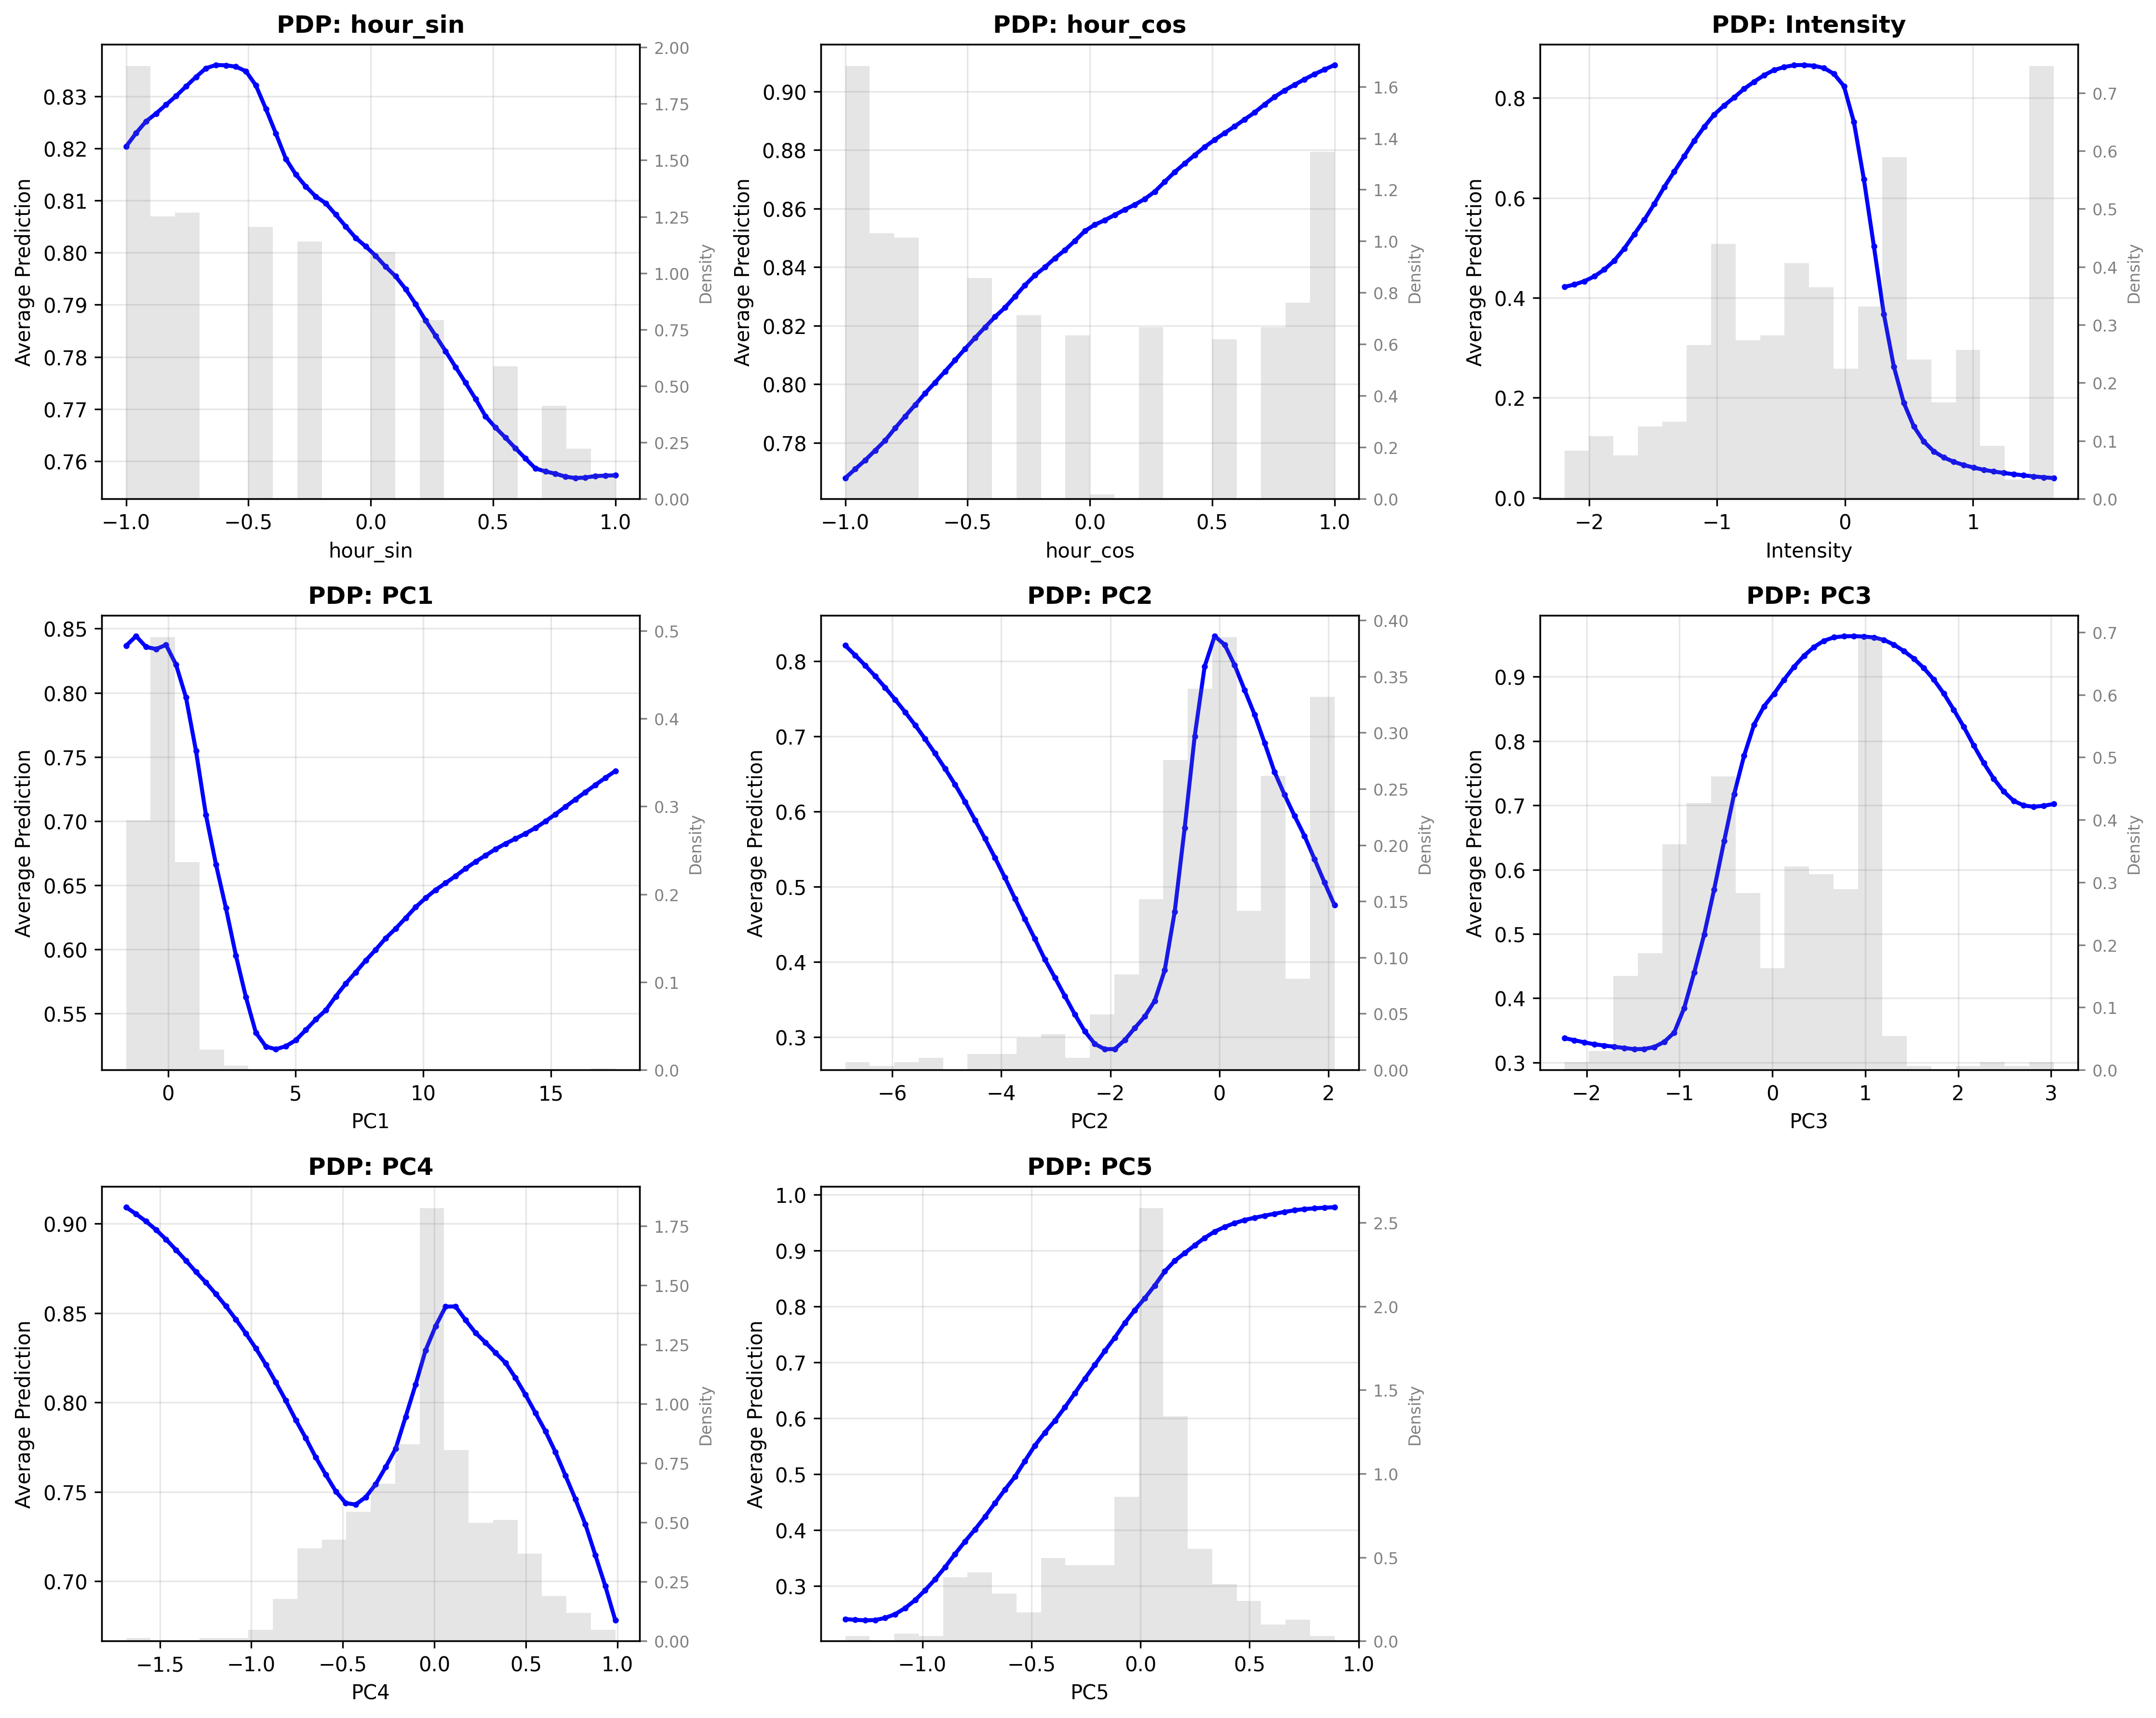 PDP: hour_sin
0.83
0.82
0.81
0.80
0.79
0.78
0.77
0.76
Average Prediction
2.00
1.75
1.50
1.25
1.00
0.75
0.50
0.25
0.00
Density
−1.0 −0.5 0.0 0.5 1.0
hour_sin
PDP: hour_cos
0.90
0.88
0.86
0.84
0.82
0.80
0.78
Average Prediction
1.6
1.4
1.2
1.0
0.8
0.6
0.4
0.2
0.0
Density
−1.0 −0.5 0.0 0.5 1.0
hour_cos
PDP: Intensity
0.8
0.6
0.4
0.2
0.0
Average Prediction
0.7
0.6
0.5
0.4
0.3
0.2
0.1
0.0
Density
−2 −1 0 1
Intensity
PDP: PC1
0.85
0.80
0.75
0.70
0.65
0.60
0.55
Average Prediction
0.5
0.4
0.3
0.2
0.1
0.0
Density
0 5 10 15
PC1
PDP: PC2
0.8
0.7
0.6
0.5
0.4
0.3
Average Prediction
0.40
0.35
0.30
0.25
0.20
0.15
0.10
0.05
0.00
Density
−6 −4 −2 0 2
PC2
PDP: PC3
0.9
0.8
0.7
0.6
0.5
0.4
0.3
Average Prediction
0.7
0.6
0.5
0.4
0.3
0.2
0.1
0.0
Density
−2 −1 0 1 2 3
PC3
PDP: PC4
0.90
0.85
0.80
0.75
0.70
Average Prediction
1.75
1.50
1.25
1.00
0.75
0.50
0.25
0.00
Density
−1.5 −1.0 −0.5 0.0 0.5 1.0
PC4
PDP: PC5
1.0
0.9
0.8
0.7
0.6
0.5
0.4
0.3
Average Prediction
2.5
2.0
1.5
1.0
0.5
0.0
Density
−1.0 −0.5 0.0 0.5 1.0
PC5